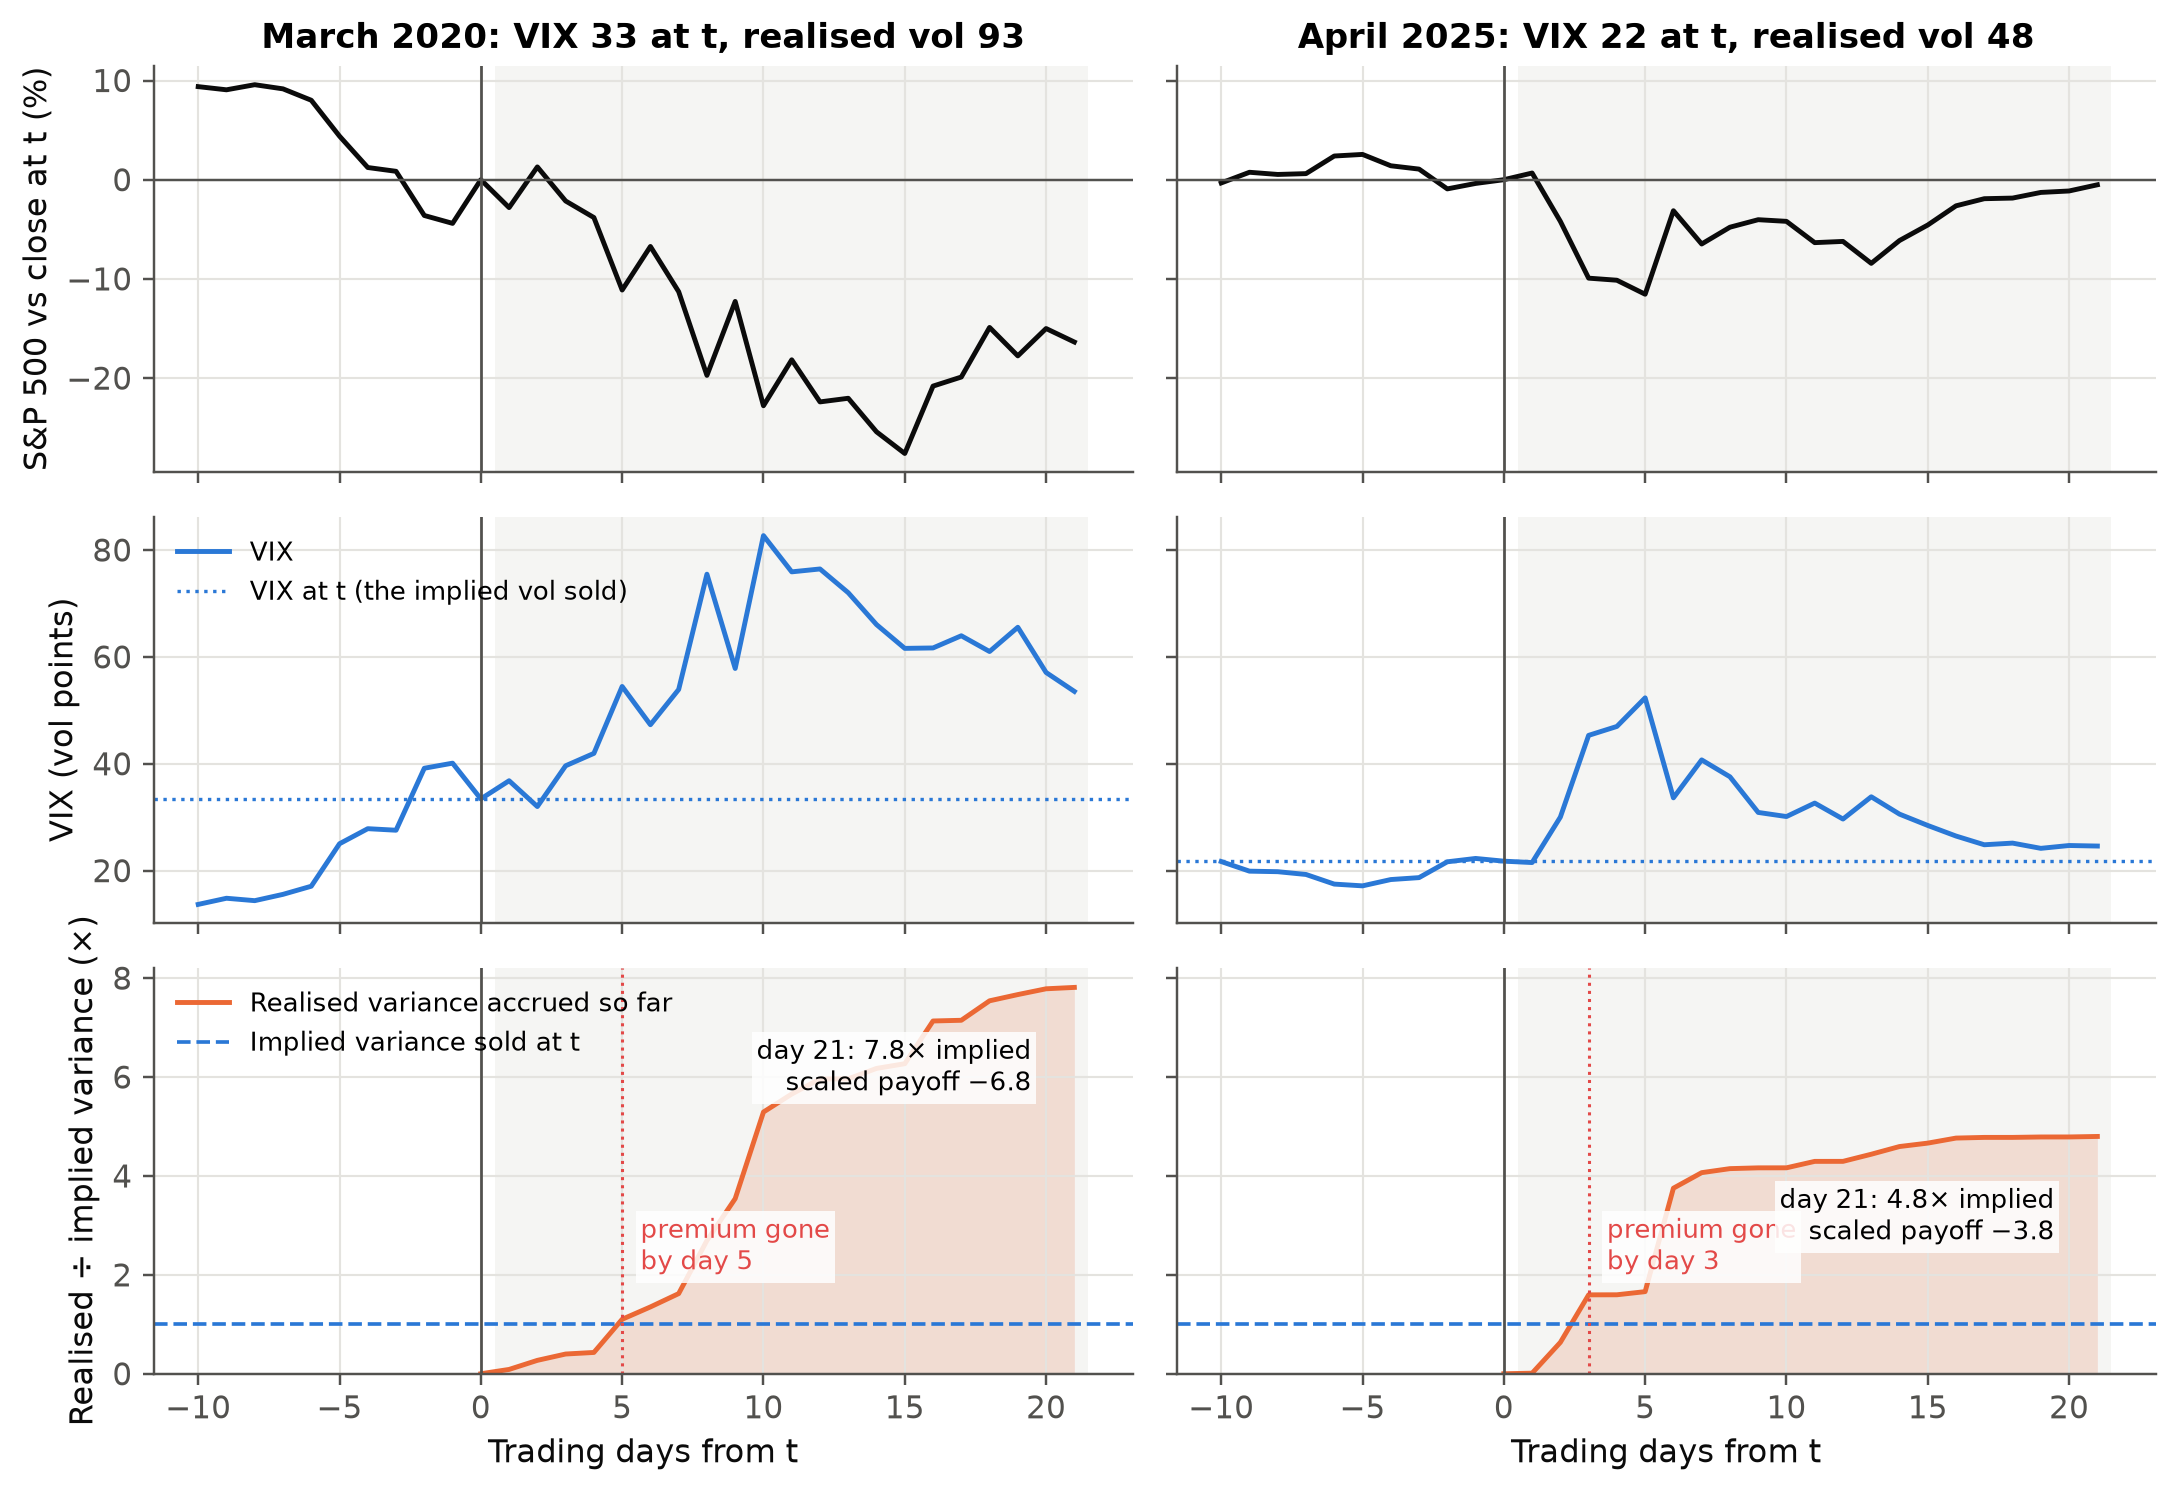 March 2020: VIX 33 at t, realised vol 93
April 2025: VIX 22 at t, realised vol 48
S&P 500 vs close at t (%)
10
0
−10
−20
VIX (vol points)
80
60
40
20
VIX
VIX at t (the implied vol sold)
Realised ÷ implied variance (×)
8
6
4
2
0
Realised variance accrued so far
Implied variance sold at t
day 21: 7.8× implied
scaled payoff −6.8
premium gone
by day 5
day 21: 4.8× implied
scaled payoff −3.8
premium gone
by day 3
−10 −5 0 5 10 15 20
−10 −5 0 5 10 15 20
Trading days from t
Trading days from t